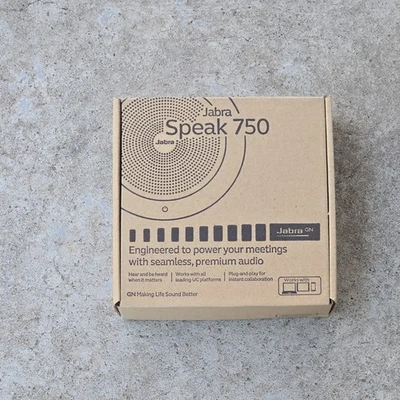 Jabra
Speak 750
Jabra
Jabra GN
Engineered to power your meetings
with seamless, premium audio
Hear and be heard
when it matters
Works with all
leading UC platforms
Plug-and-play for
instant collaboration
Works with
GN Making Life Sound Better